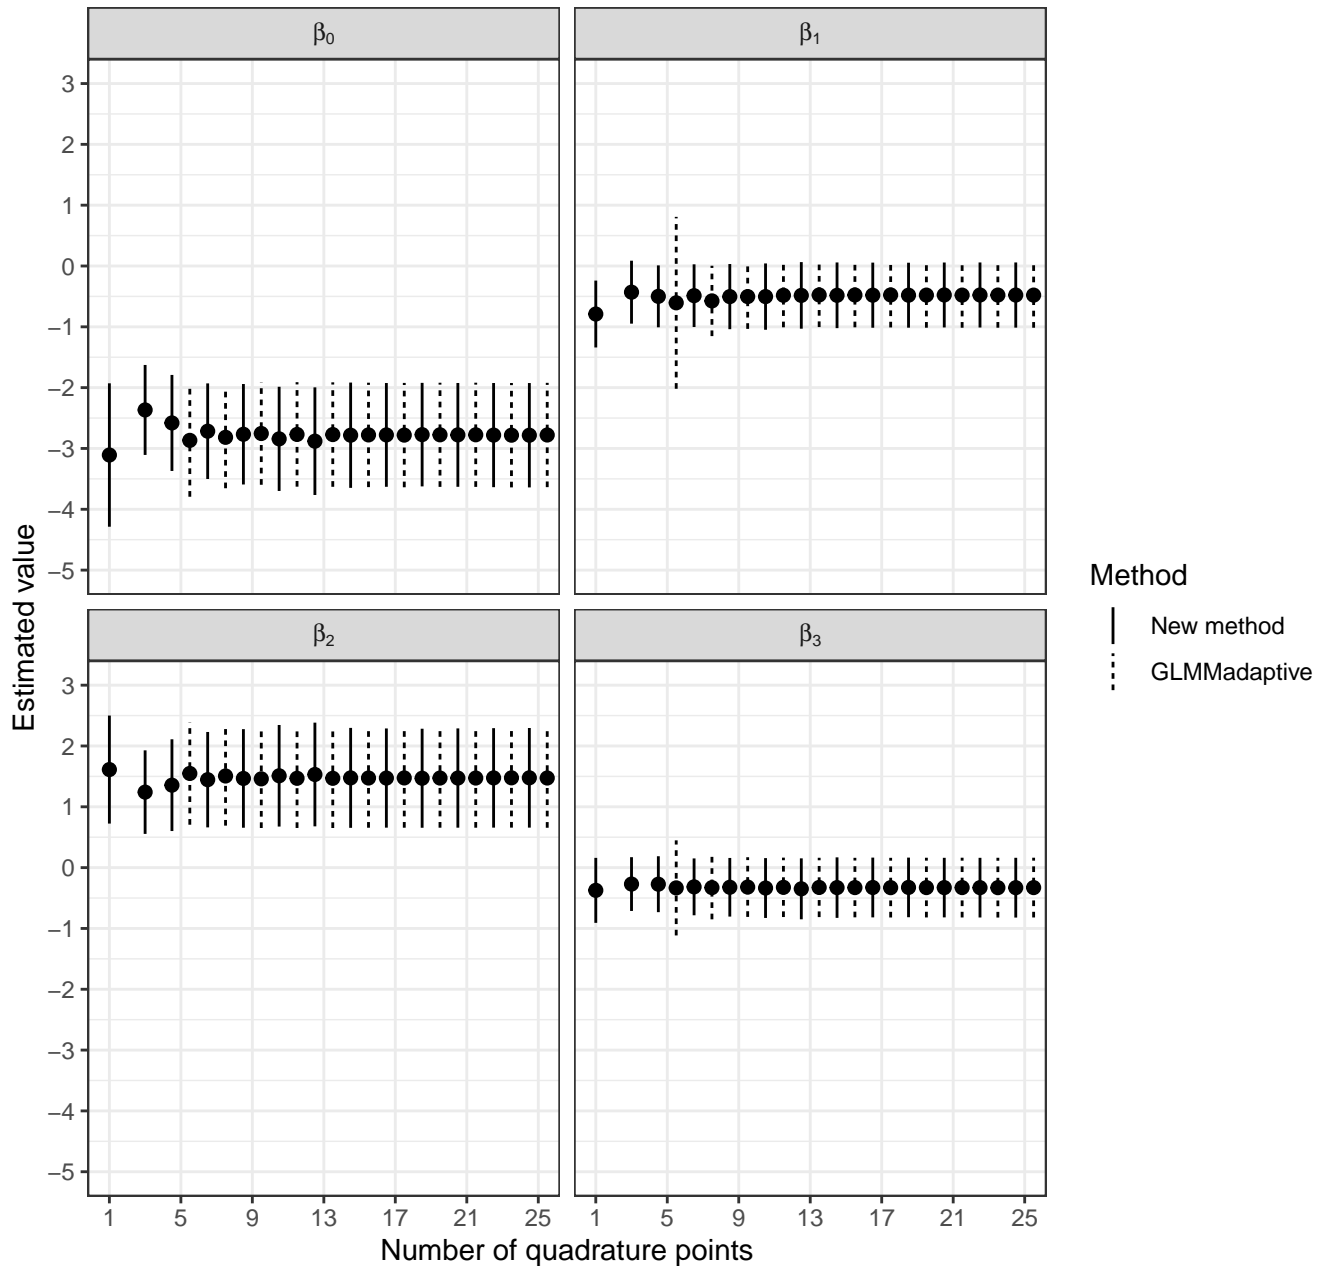 β0
β1
3
2
1
0
−1
−2
−3
−4
−5
β2
β3
3
2
1
0
−1
−2
−3
−4
−5
1 5 9 13 17 21 25
1 5 9 13 17 21 25
Number of quadrature points
Estimated value
Method
New method
GLMMadaptive